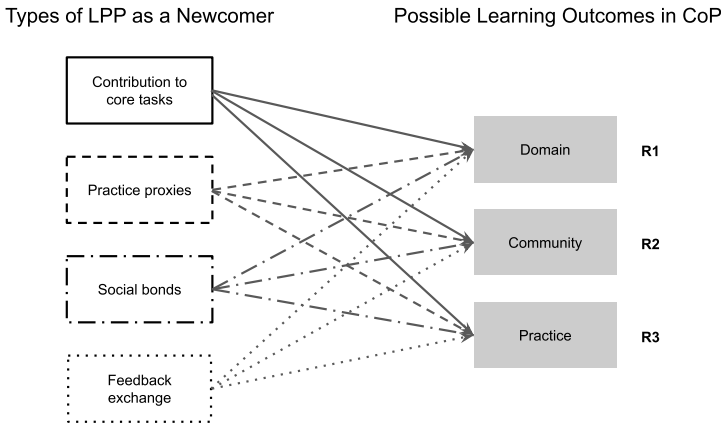 Types of LPP as a Newcomer
Possible Learning Outcomes in CoP
Contribution to
core tasks
Practice proxies
Social bonds
Feedback
exchange
Domain
R1
Community
R2
Practice
R3